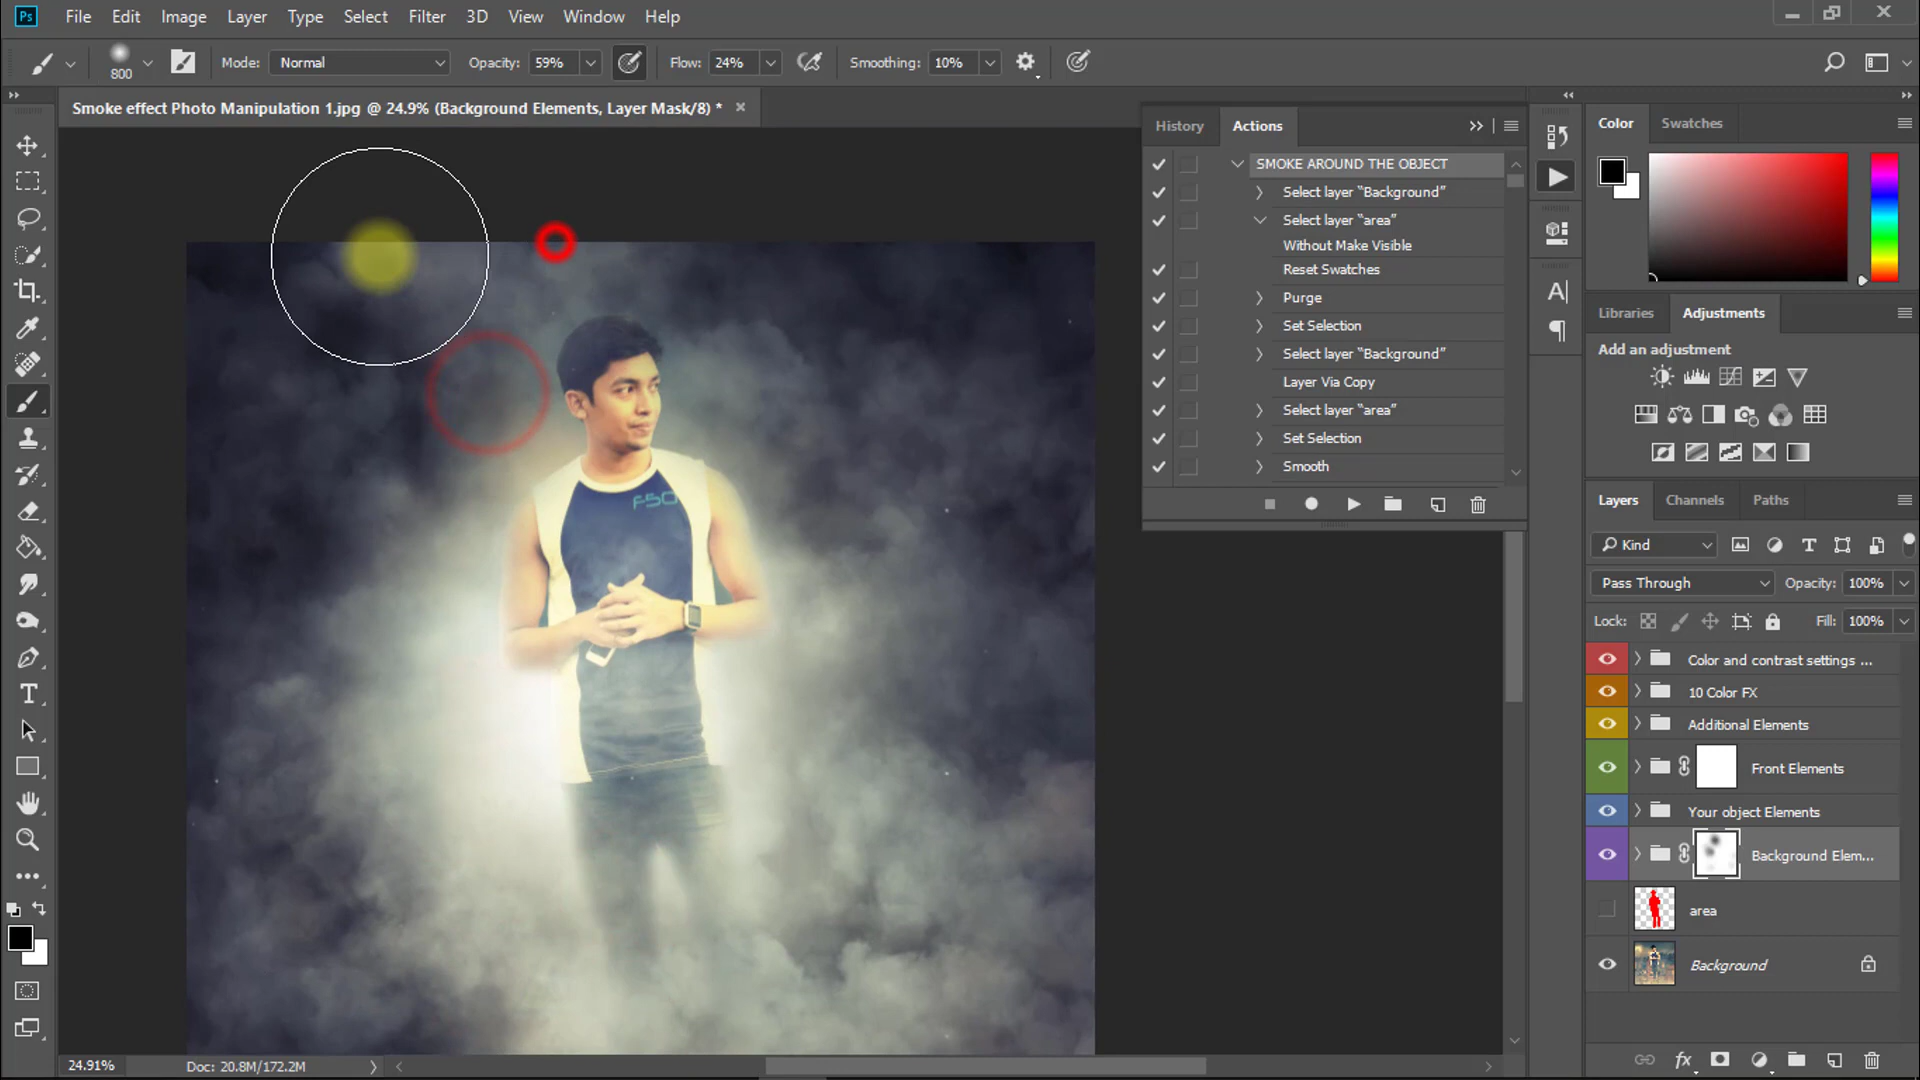 Ps File Edit Image Layer Type Select Filter 3D View Window Help
800 Mode: Normal Opacity: 59% Flow: 24% Smoothing: 10%
Smoke effect Photo Manipulation 1.jpg @ 24.9% (Background Elements, Layer Mask/8) *
History Actions
SMOKE AROUND THE OBJECT
Select layer "Background"
Select layer "area"
Without Make Visible
Reset Swatches
Purge
Set Selection
Select layer "Background"
Layer Via Copy
Select layer "area"
Set Selection
Smooth
Color Swatches
Libraries Adjustments
Add an adjustment
Layers Channels Paths
Kind
Pass Through Opacity: 100%
Lock: Fill: 100%
Color and contrast settings ...
10 Color FX
Additional Elements
Front Elements
Your object Elements
Background Elem...
area
Background
F50
24.91% Doc: 20.8M/172.2M